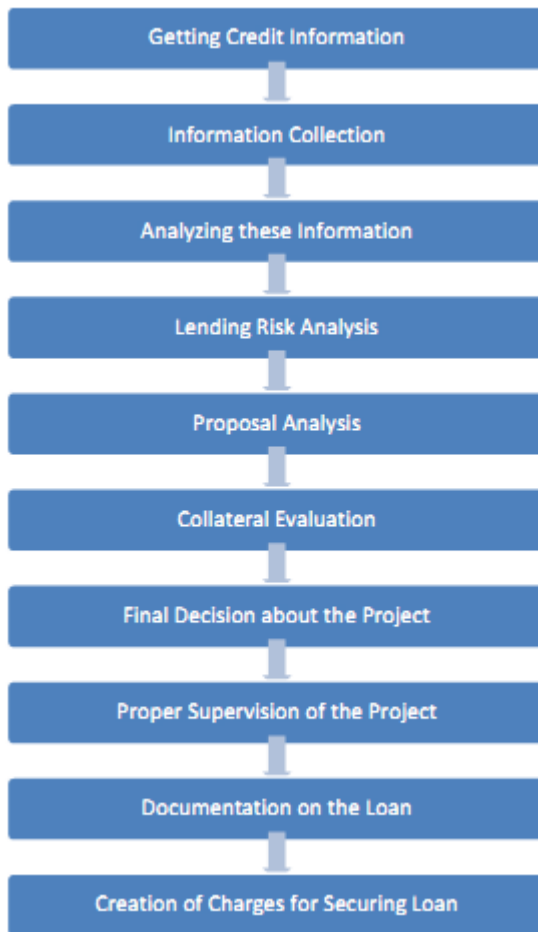 Getting Credit Information
Information Collection
Analyzing these Information
Lending Risk Analysis
Proposal Analysis
Collateral Evaluation
Final Decision about the Project
Proper Supervision of the Project
Documentation on the Loan
Creation of Charges for Securing Loan